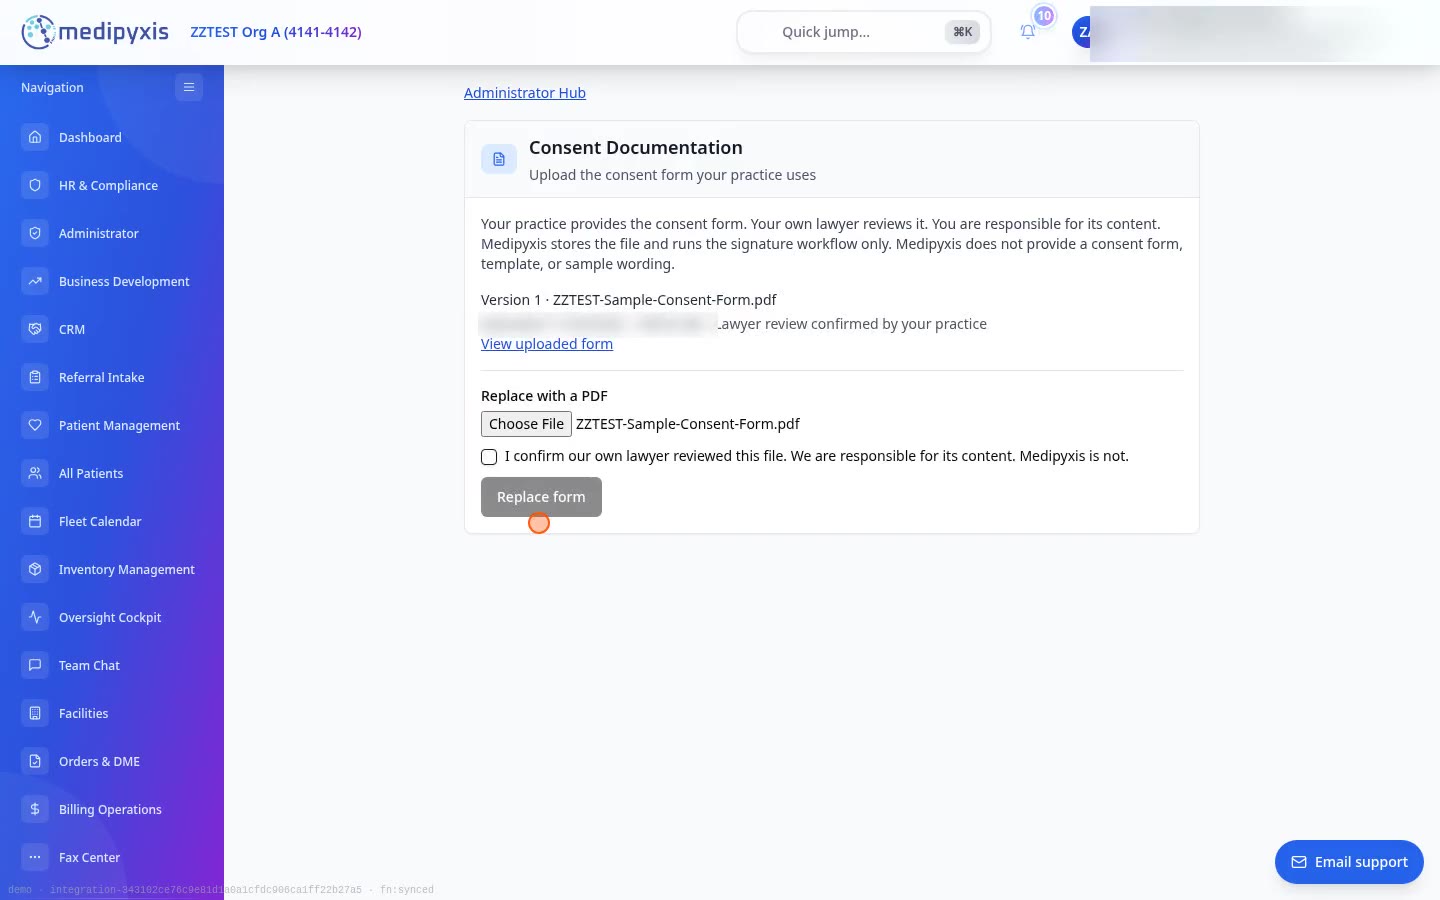 medipyxis
ZZTEST Org A (4141-4142)
Quick jump...
⌘K
10
Navigation
Dashboard
HR & Compliance
Administrator
Business Development
CRM
Referral Intake
Patient Management
All Patients
Fleet Calendar
Inventory Management
Oversight Cockpit
Team Chat
Facilities
Orders & DME
Billing Operations
Fax Center
Administrator Hub
Consent Documentation
Upload the consent form your practice uses
Your practice provides the consent form. Your own lawyer reviews it. You are responsible for its content.
Medipyxis stores the file and runs the signature workflow only. Medipyxis does not provide a consent form,
template, or sample wording.
Version 1 · ZZTEST-Sample-Consent-Form.pdf
Lawyer review confirmed by your practice
View uploaded form
Replace with a PDF
Choose File ZZTEST-Sample-Consent-Form.pdf
I confirm our own lawyer reviewed this file. We are responsible for its content. Medipyxis is not.
Replace form
Email support